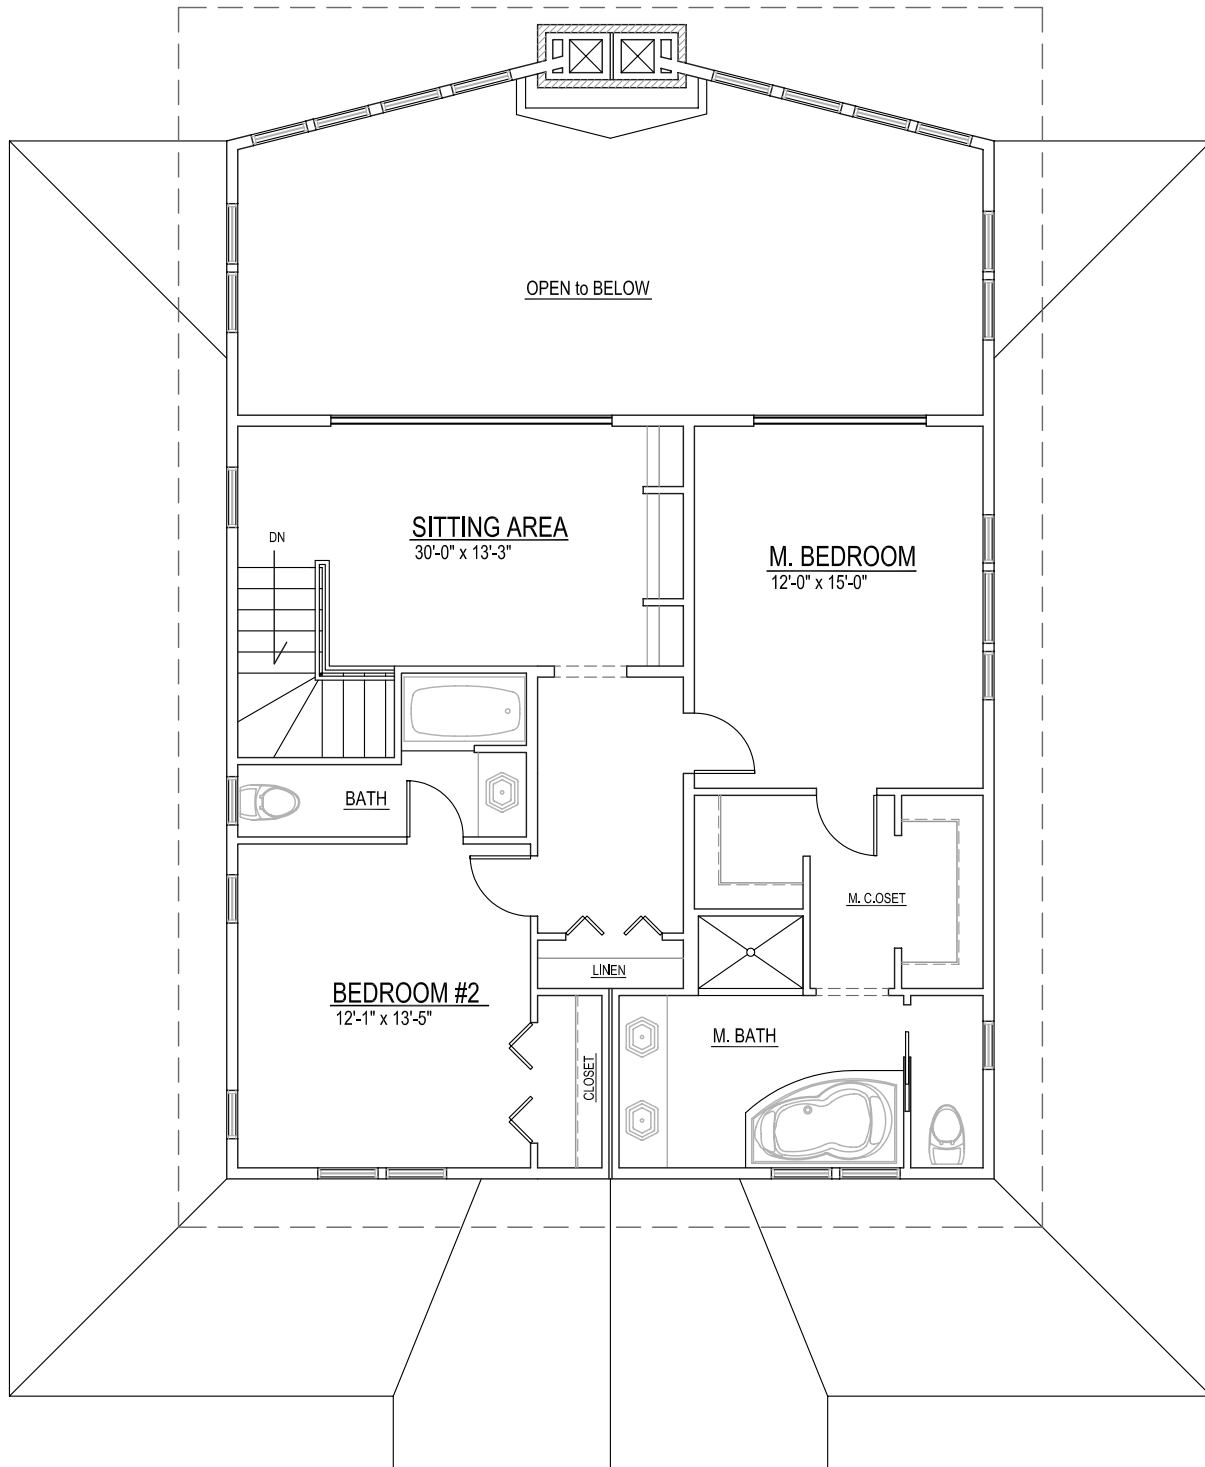 OPEN to BELOW
SITTING AREA
30'-0" x 13'-3"
DN
M. BEDROOM
12'-0" x 15'-0"
BATH
M. C.OSET
LINEN
BEDROOM #2
12'-1" x 13'-5"
M. BATH
CLOSET